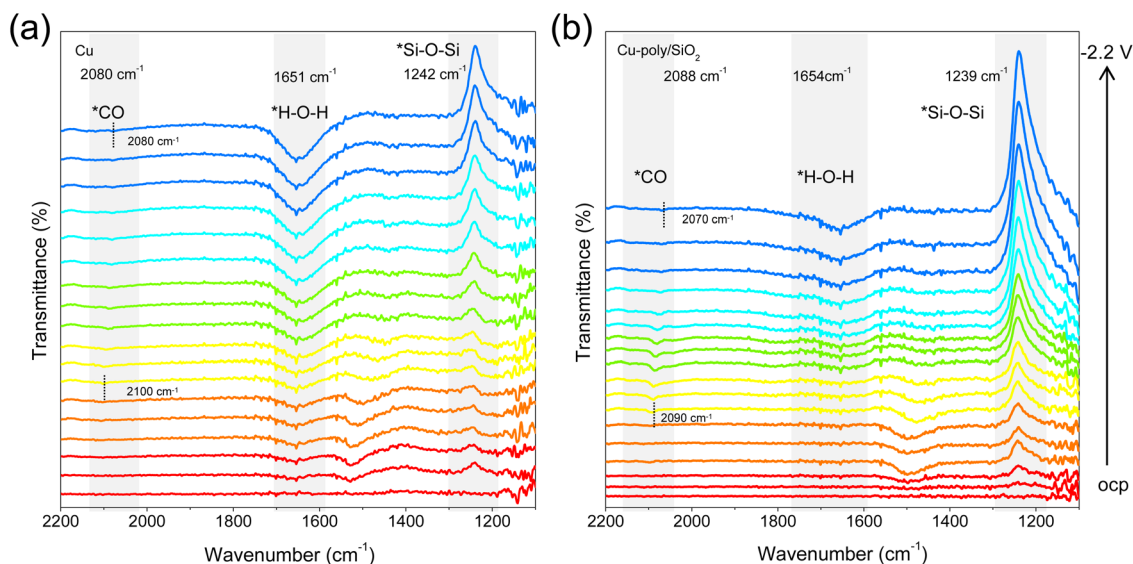 (a)
Cu
2080 cm⁻¹
1651 cm⁻¹
*Si-O-Si
1242 cm⁻¹
*CO
*H-O-H
2080 cm⁻¹
2100 cm⁻¹
Transmittance (%)
2200 2000 1800 1600 1400 1200
Wavenumber (cm⁻¹)
(b)
Cu-poly/SiO₂
2088 cm⁻¹
1654cm⁻¹
1239 cm⁻¹
*Si-O-Si
*CO
*H-O-H
2070 cm⁻¹
2090 cm⁻¹
Transmittance (%)
2200 2000 1800 1600 1400 1200
Wavenumber (cm⁻¹)
-2.2 V
ocp